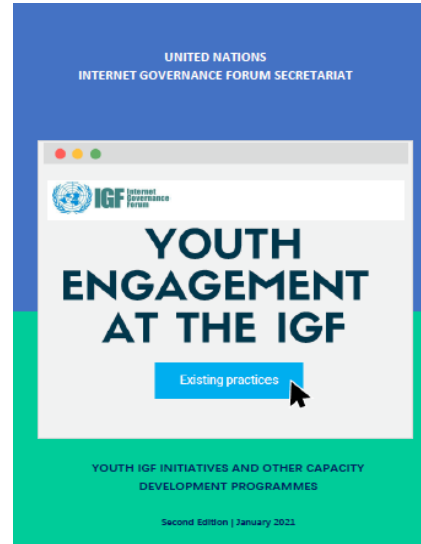 UNITED NATIONS
INTERNET GOVERNANCE FORUM SECRETARIAT
IGF Internet
Governance
Forum
YOUTH
ENGAGEMENT
AT THE IGF
Existing practices
YOUTH IGF INITIATIVES AND OTHER CAPACITY
DEVELOPMENT PROGRAMMES
Second Edition | January 2021